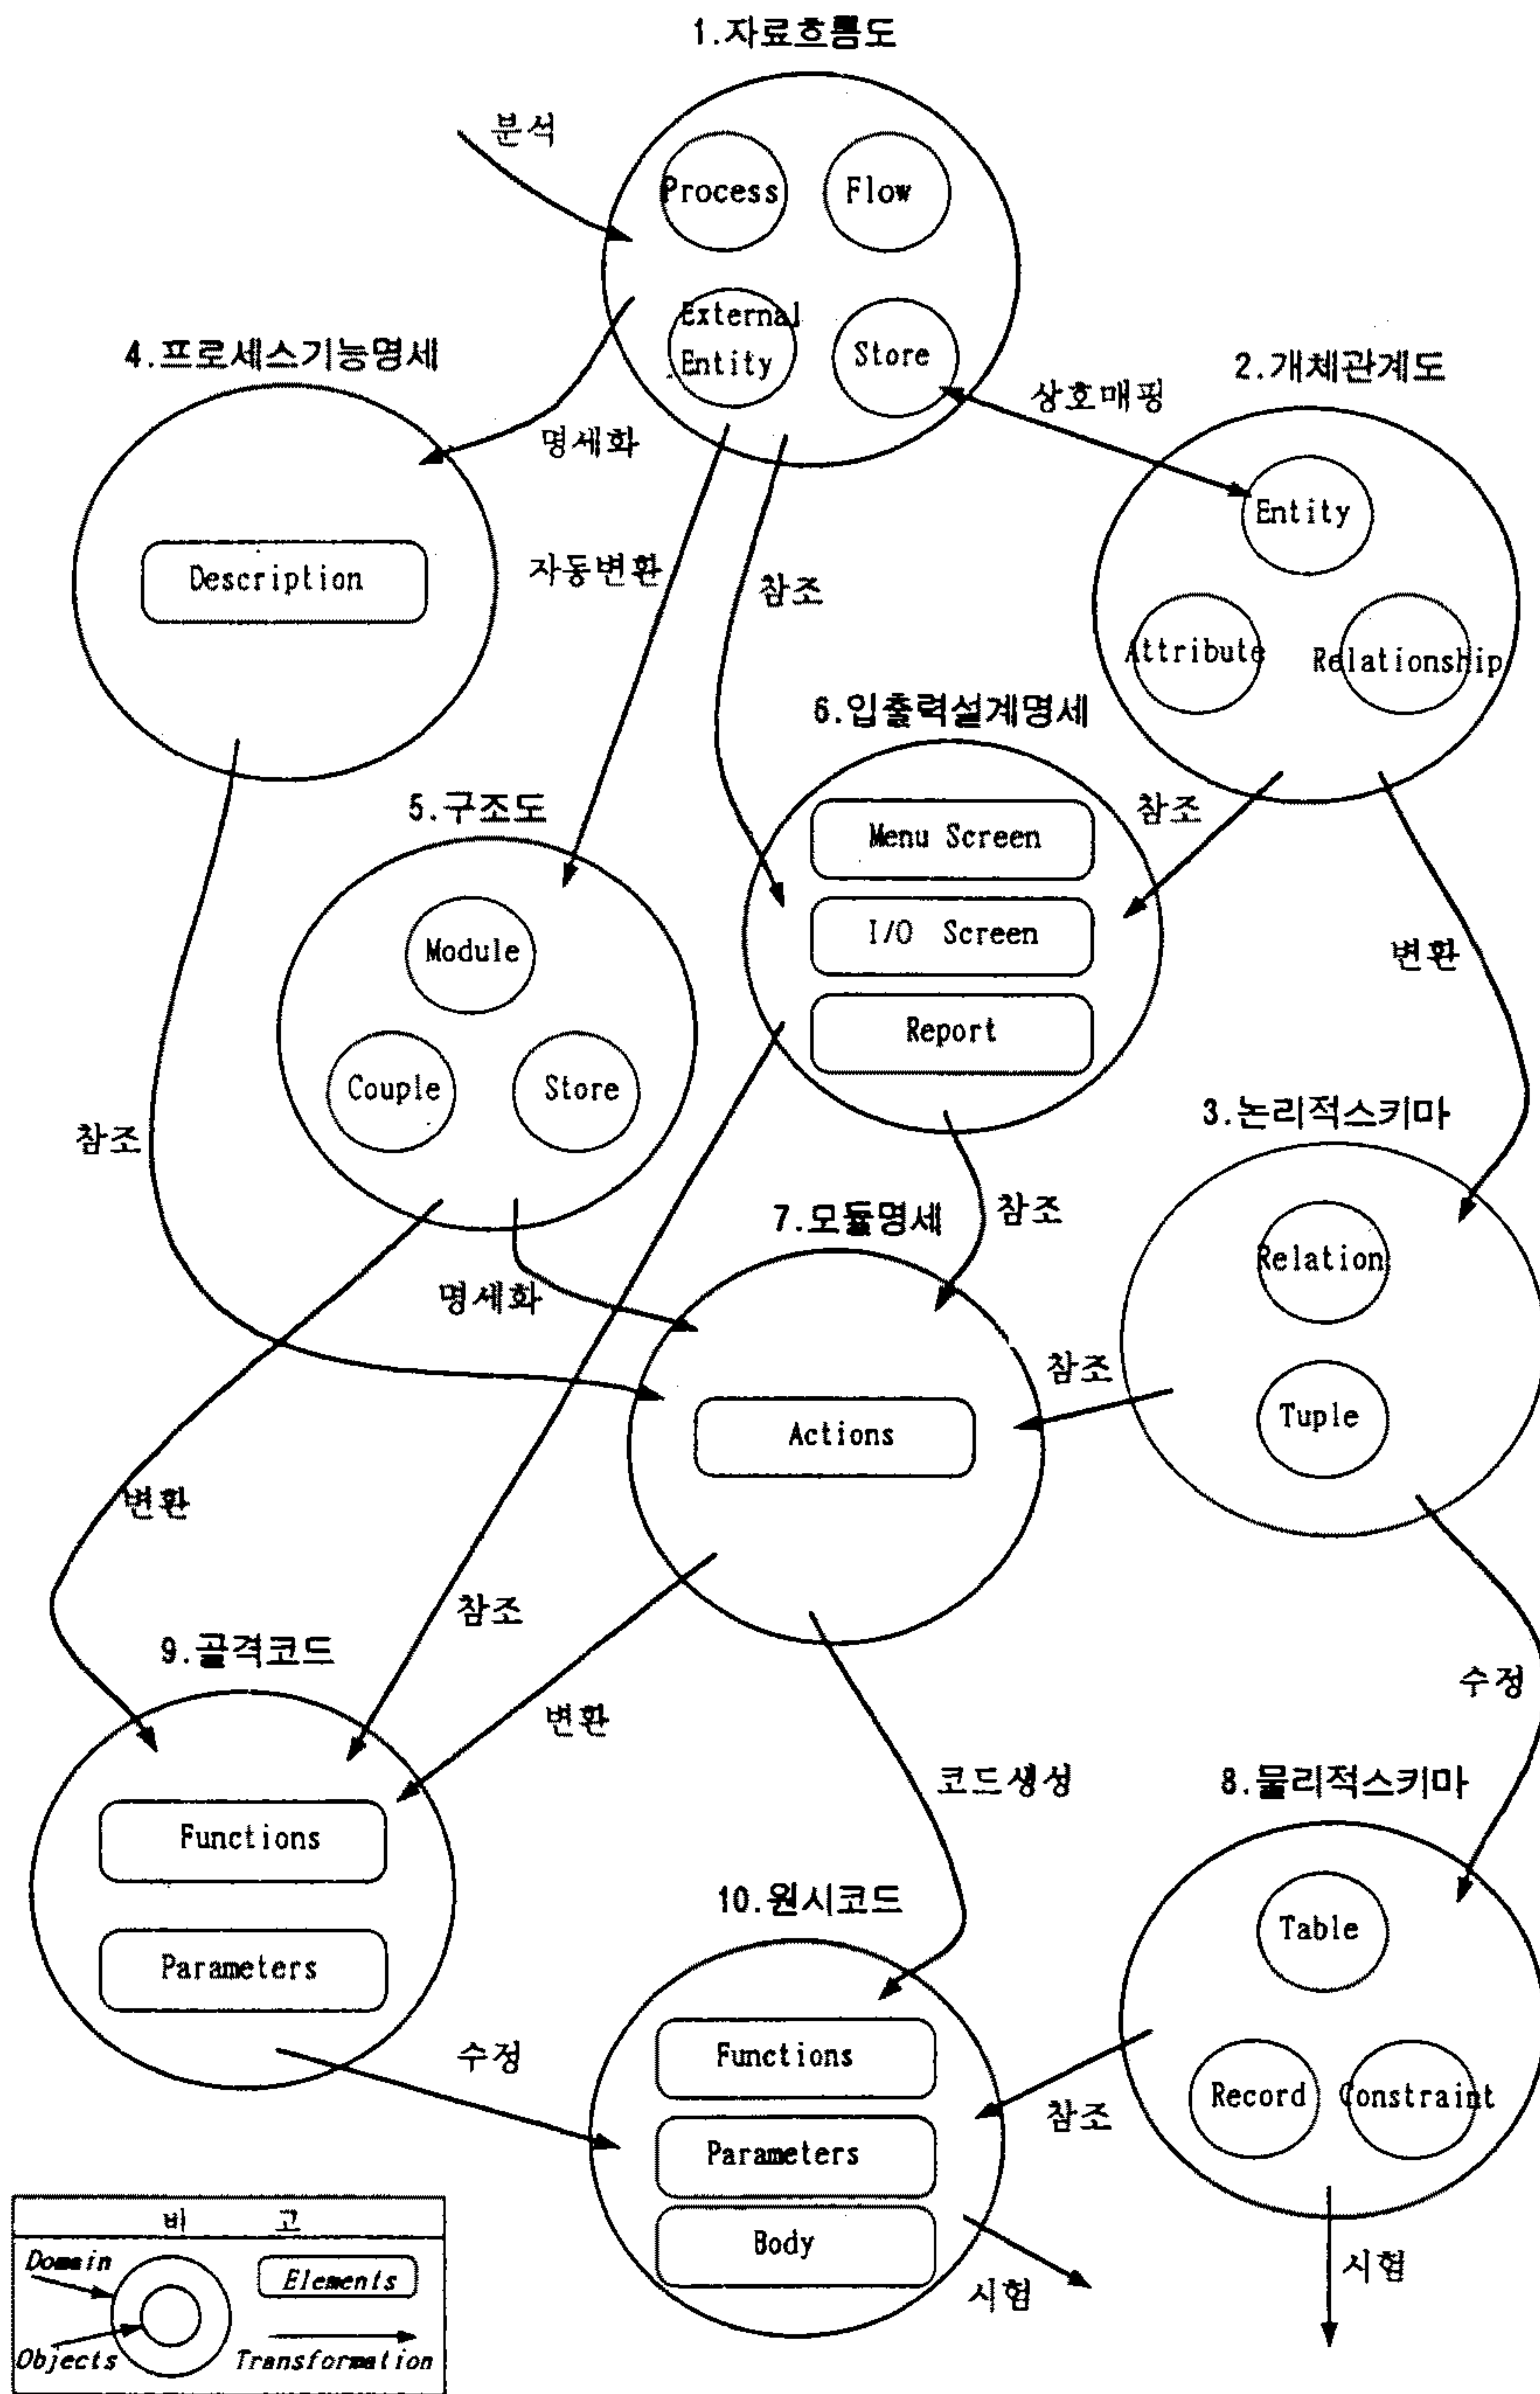 1.자료흐름도
분석
Process
Flow
External
Entity
Store
4.프로세스기능명세
명세화
Description
2.개체관계도
상호매핑
Entity
Attribute
Relationship
자동변환
참조
6.입출력설계명세
Menu Screen
I/O Screen
Report
참조
변환
5.구조도
Module
Couple
Store
참조
3.논리적스키마
Relation
Tuple
참조
7.모듈명세
명세화
Actions
참조
변환
참조
변환
9.골격코드
Functions
Parameters
코드생성
수정
8.물리적스키마
Table
Record
Constraint
10.원시코드
Functions
Parameters
Body
수정
참조
시험
시험
비 고
Domain
Objects
Elements
Transformation